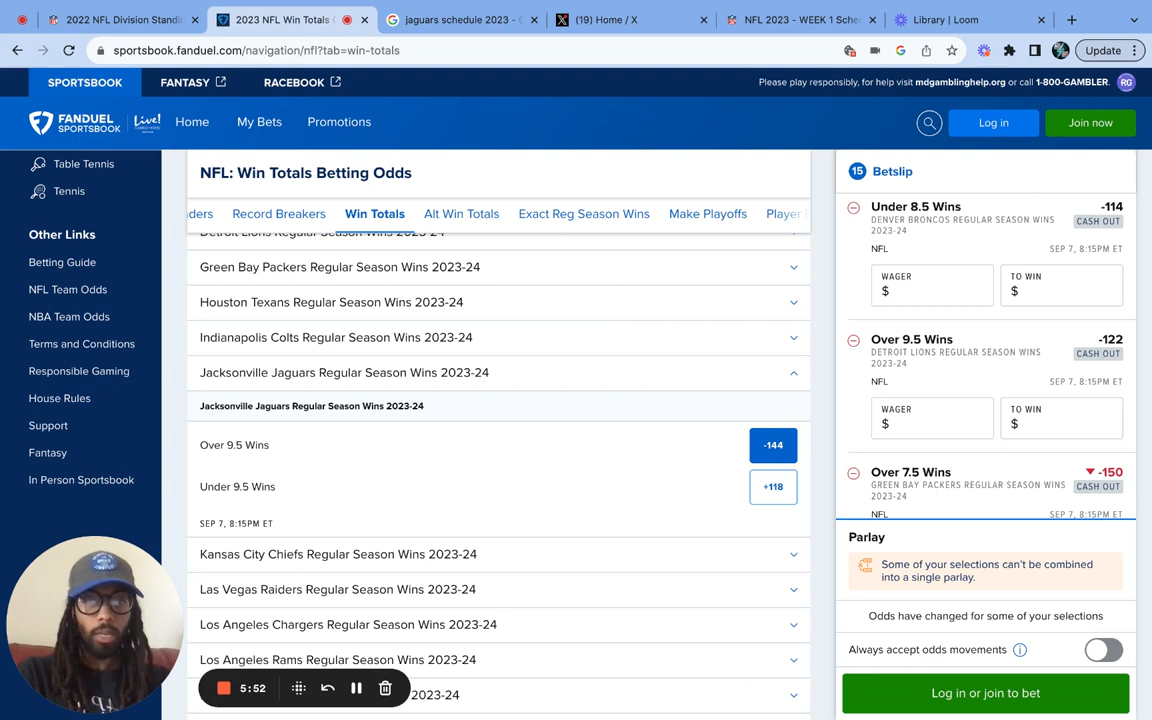 2022 NFL Division Standin
2023 NFL Win Totals
jaguars schedule 2023 -
(19) Home / X
NFL 2023 - WEEK 1 Sche
Library | Loom
sportsbook.fanduel.com/navigation/nfl?tab=win-totals
Update
SPORTSBOOK
FANTASY
RACEBOOK
Please play responsibly, for help visit mdgamblinghelp.org or call 1-800-GAMBLER.
RG
FANDUEL
SPORTSBOOK
Live!
Home
My Bets
Promotions
Log in
Join now
Table Tennis
Tennis
Other Links
Betting Guide
NFL Team Odds
NBA Team Odds
Terms and Conditions
Responsible Gaming
House Rules
Support
Fantasy
In Person Sportsbook
NFL: Win Totals Betting Odds
ders
Record Breakers
Win Totals
Alt Win Totals
Exact Reg Season Wins
Make Playoffs
Player
Detroit Lions Regular Season Wins 2023-24
Green Bay Packers Regular Season Wins 2023-24
Houston Texans Regular Season Wins 2023-24
Indianapolis Colts Regular Season Wins 2023-24
Jacksonville Jaguars Regular Season Wins 2023-24
Jacksonville Jaguars Regular Season Wins 2023-24
Over 9.5 Wins
-144
Under 9.5 Wins
+118
SEP 7, 8:15PM ET
Kansas City Chiefs Regular Season Wins 2023-24
Las Vegas Raiders Regular Season Wins 2023-24
Los Angeles Chargers Regular Season Wins 2023-24
Los Angeles Rams Regular Season Wins 2023-24
2023-24
5:52
15 Betslip
Under 8.5 Wins
-114
DENVER BRONCOS REGULAR SEASON WINS
2023-24
CASH OUT
NFL
SEP 7, 8:15PM ET
WAGER
$
TO WIN
$
Over 9.5 Wins
-122
DETROIT LIONS REGULAR SEASON WINS
2023-24
CASH OUT
NFL
SEP 7, 8:15PM ET
WAGER
$
TO WIN
$
Over 7.5 Wins
-150
GREEN BAY PACKERS REGULAR SEASON WINS
2023-24
CASH OUT
NFL
SEP 7, 8:15PM ET
Parlay
Some of your selections can't be combined
into a single parlay.
Odds have changed for some of your selections
Always accept odds movements
Log in or join to bet